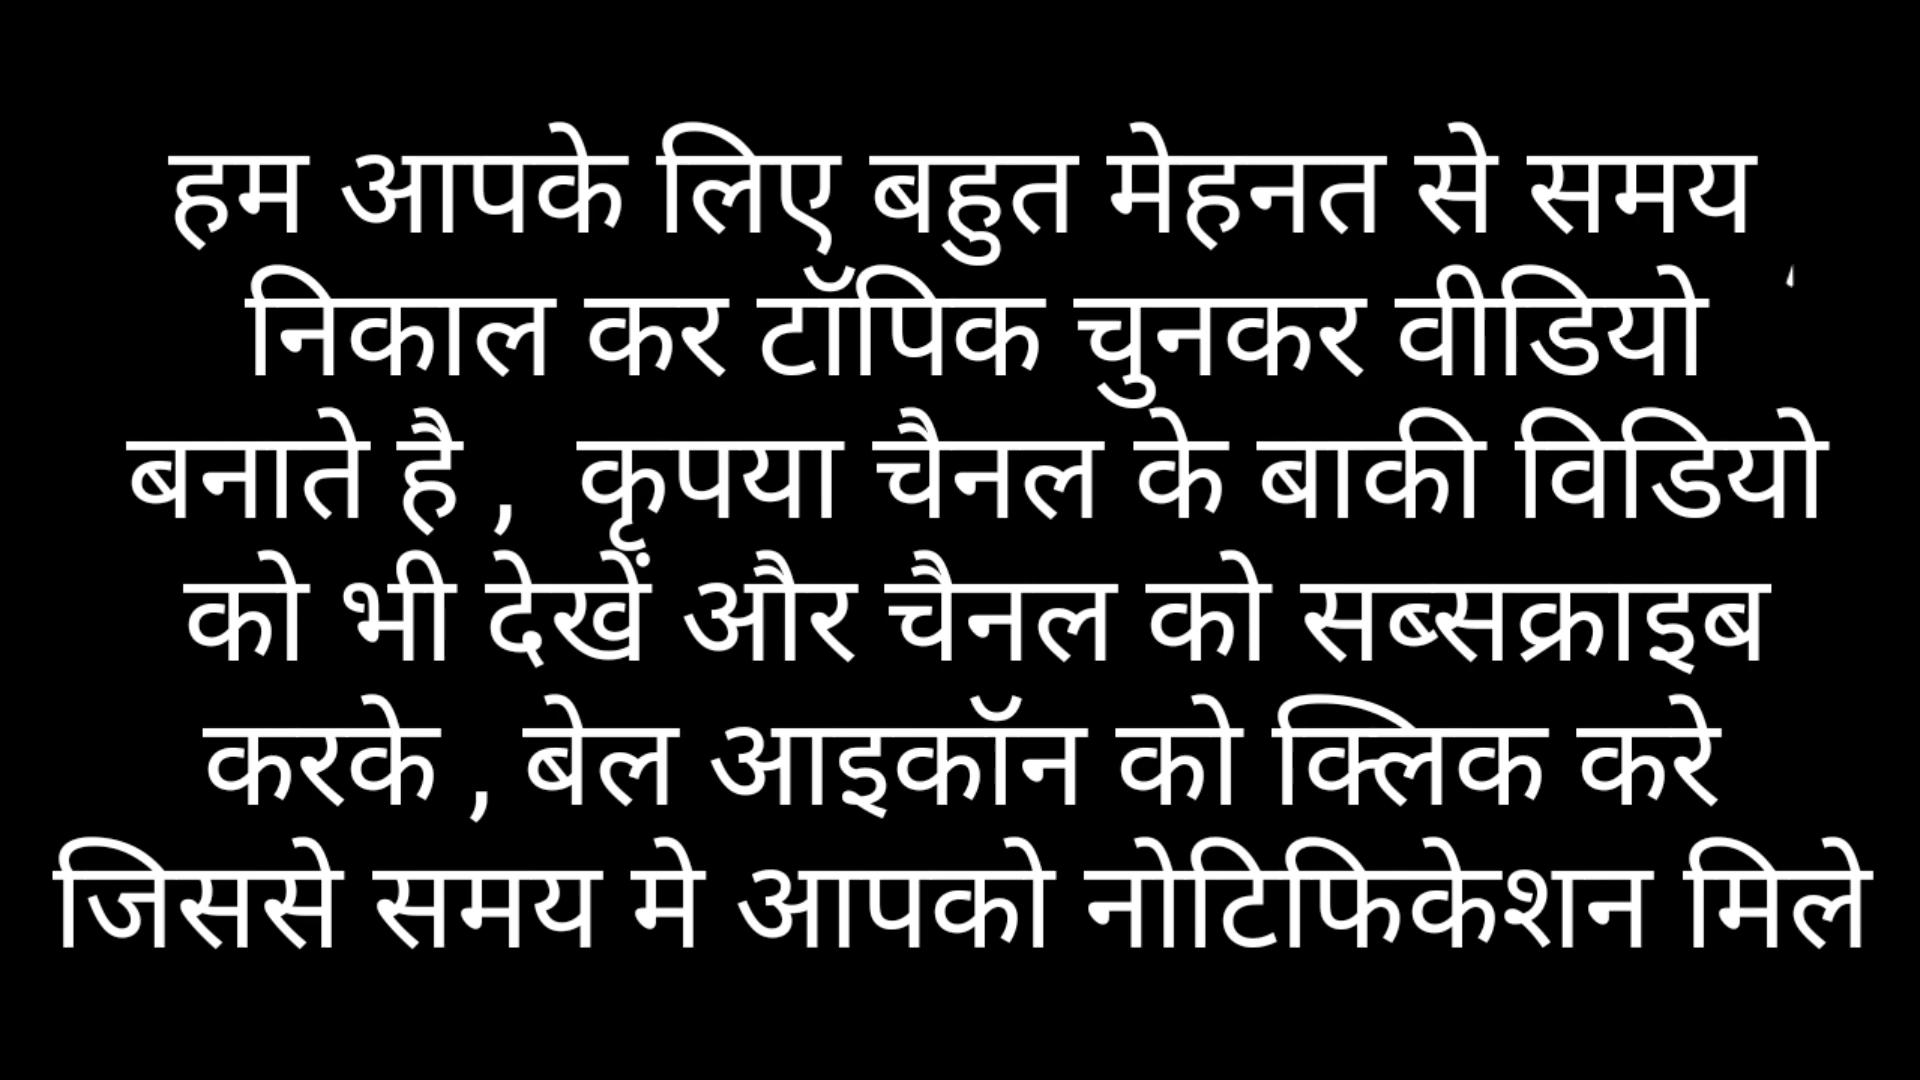 हम आपके लिए बहुत मेहनत से समय
निकाल कर टॉपिक चुनकर वीडियो
बनाते है , कृपया चैनल के बाकी विडियो
को भी देखें और चैनल को सब्सक्राइब
करके , बेल आइकॉन को क्लिक करे
जिससे समय मे आपको नोटिफिकेशन मिले